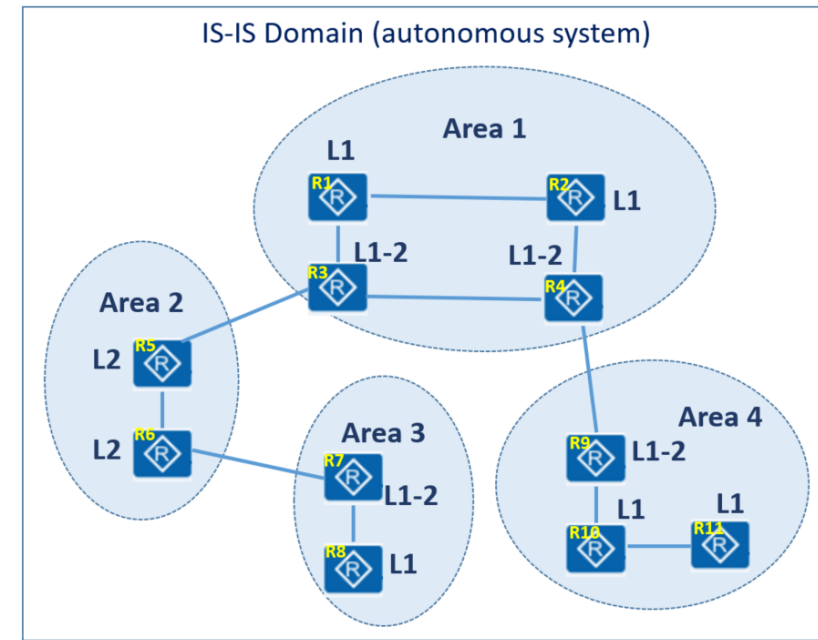 IS-IS Domain (autonomous system)
Area 1
L1
R1
R
R2
R
L1
L1-2
L1-2
R3
R
R4
R
Area 2
L2
R5
R
L2
R6
R
Area 3
R7
R
L1-2
R8
R
L1
Area 4
R9
R
L1-2
L1
L1
R10
R
R11
R